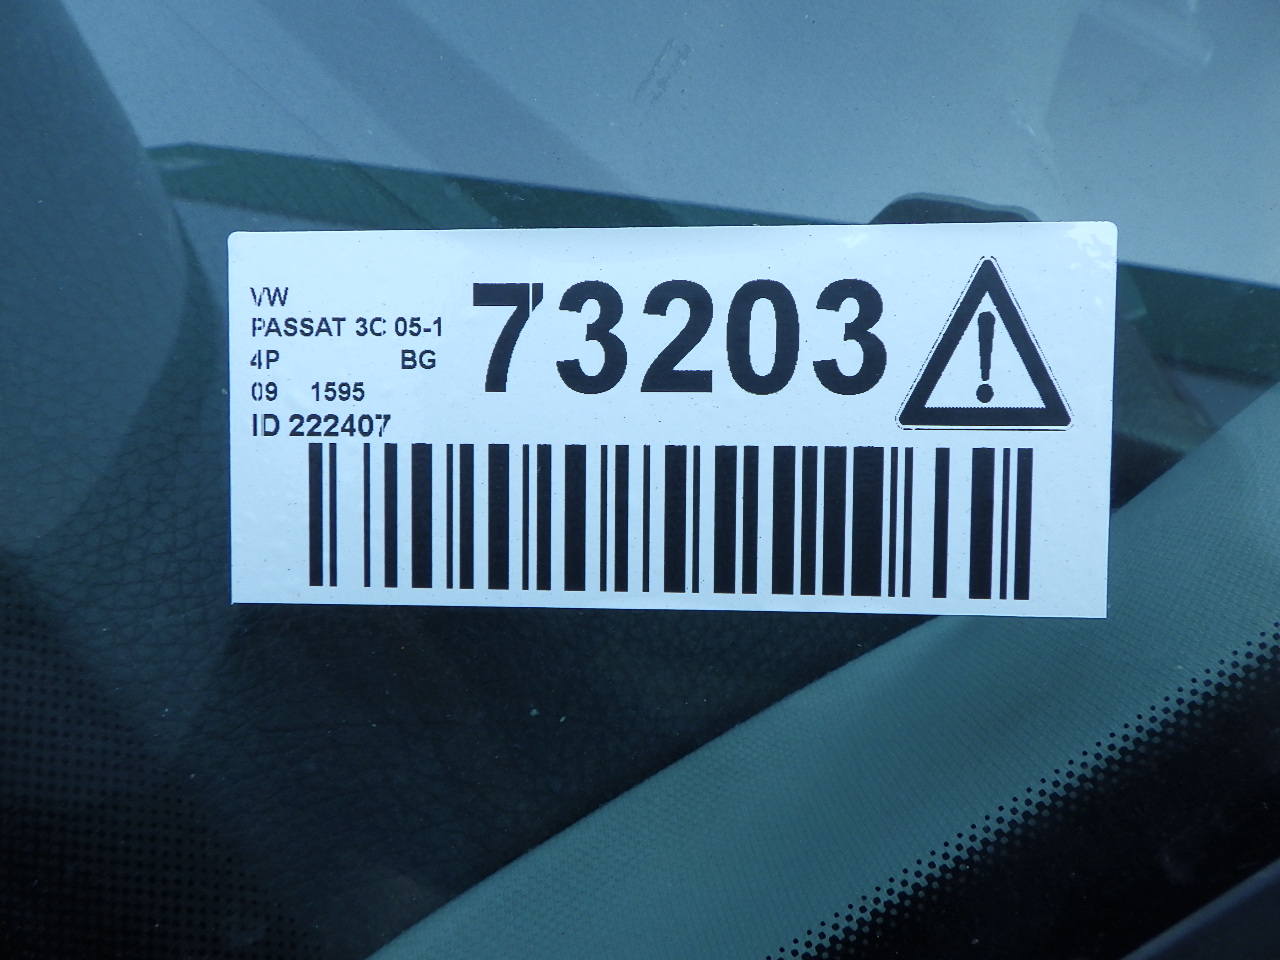 VW
PASSAT 3C 05-1
4P BG
09 1595
ID 222407
73203